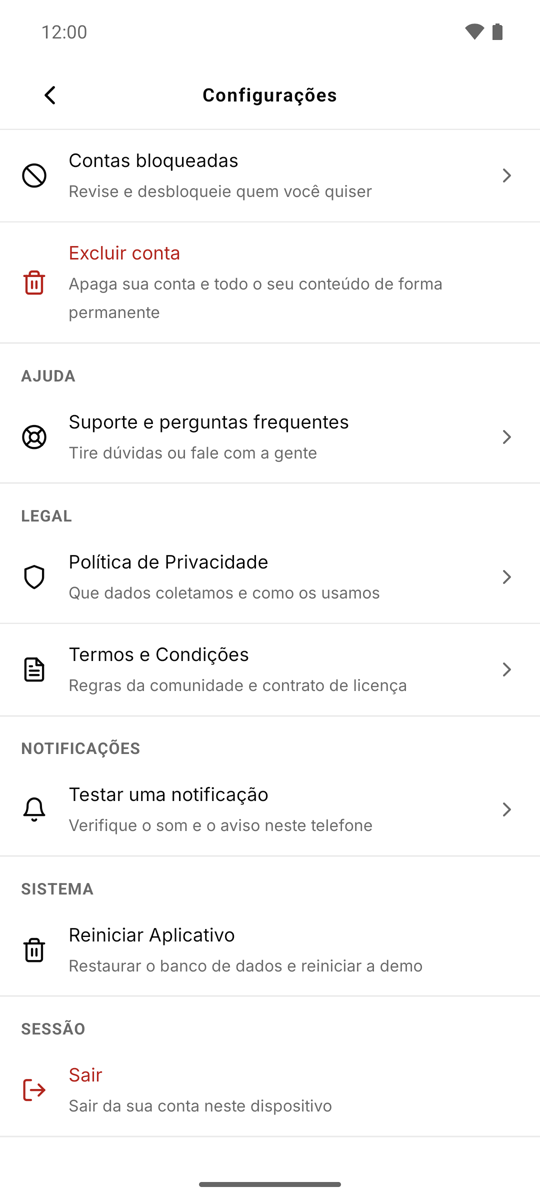 12:00
Configurações
Contas bloqueadas
Revise e desbloqueie quem você quiser
Excluir conta
Apaga sua conta e todo o seu conteúdo de forma
permanente
AJUDA
Suporte e perguntas frequentes
Tire dúvidas ou fale com a gente
LEGAL
Política de Privacidade
Que dados coletamos e como os usamos
Termos e Condições
Regras da comunidade e contrato de licença
NOTIFICAÇÕES
Testar uma notificação
Verifique o som e o aviso neste telefone
SISTEMA
Reiniciar Aplicativo
Restaurar o banco de dados e reiniciar a demo
SESSÃO
Sair
Sair da sua conta neste dispositivo